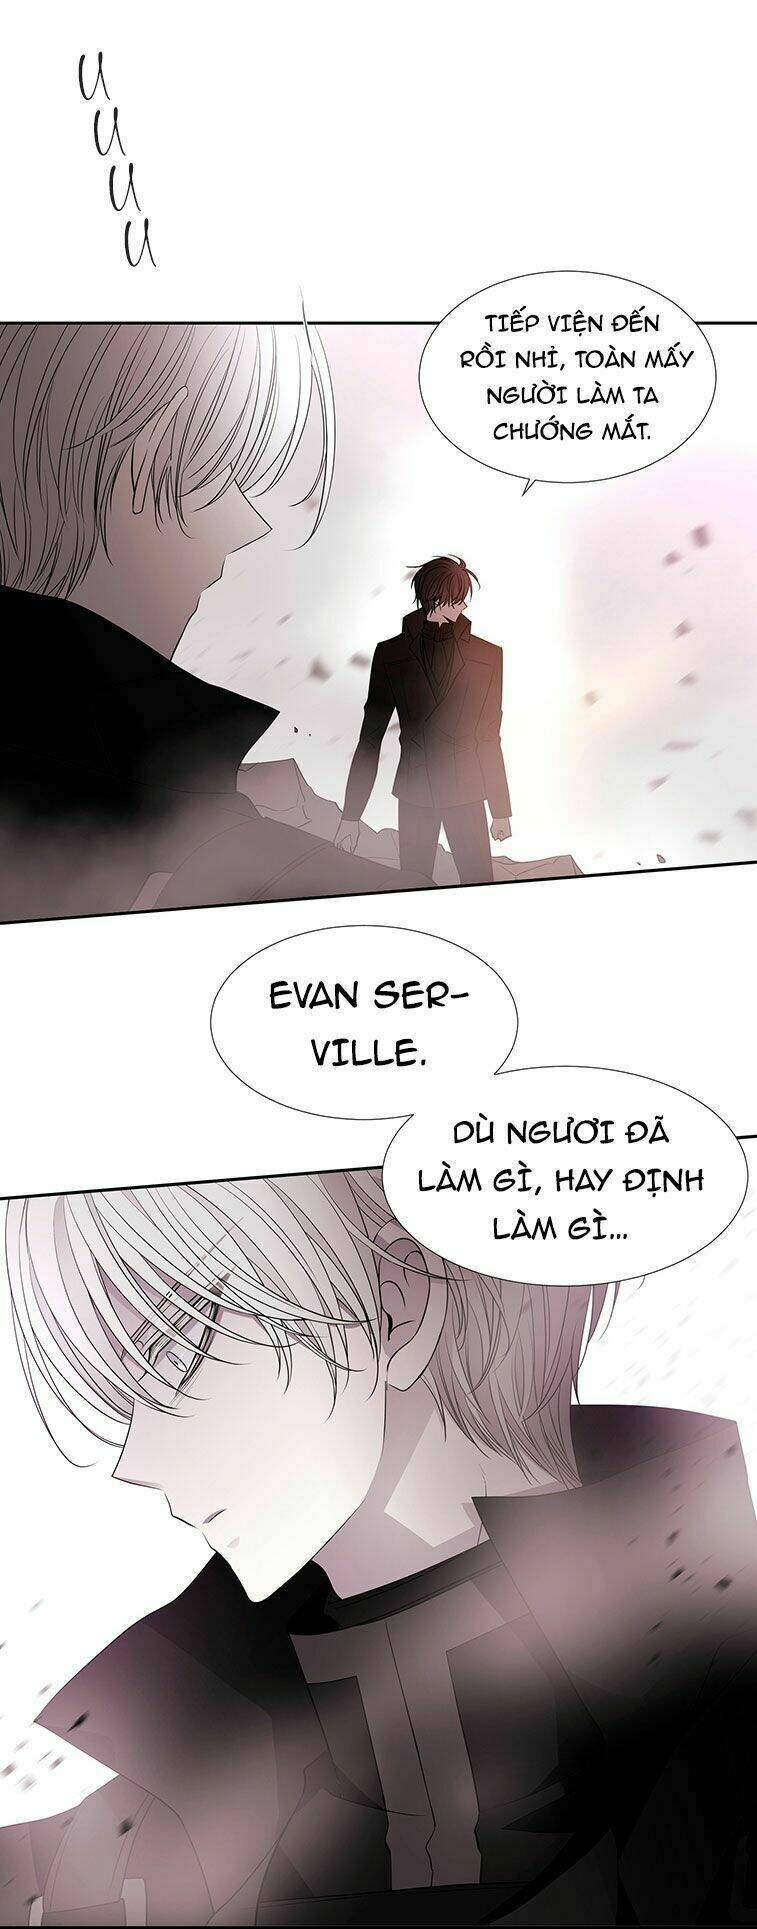 U
U
U
U
TIẾP VIỆN ĐẾN
RỒI NHỈ, TOÀN MẤY
NGƯỜI LÀM TA
CHƯỚNG MẮT.
EVAN SER-
VILLE.
DÙ NGƯƠI ĐÃ
LÀM GÌ, HAY ĐỊNH
LÀM GÌ...